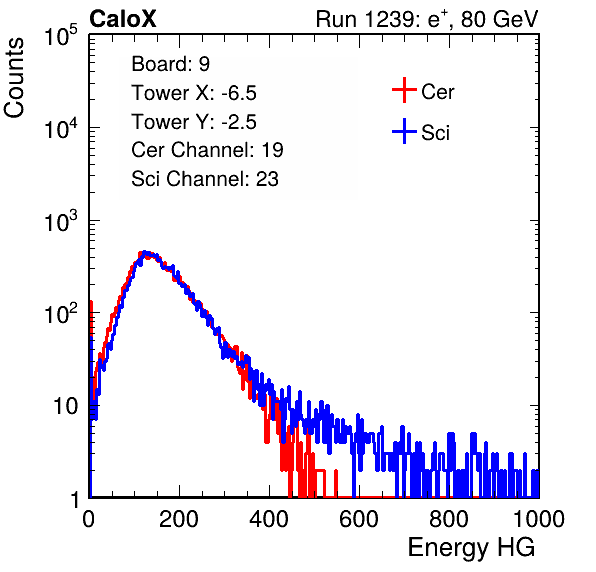 CaloX Run 1239: e⁺, 80 GeV
Counts
Board: 9
Tower X: -6.5
Tower Y: -2.5
Cer Channel: 19
Sci Channel: 23
Cer
Sci
10⁵
10⁴
10³
10²
10
1
0 200 400 600 800 1000
Energy HG